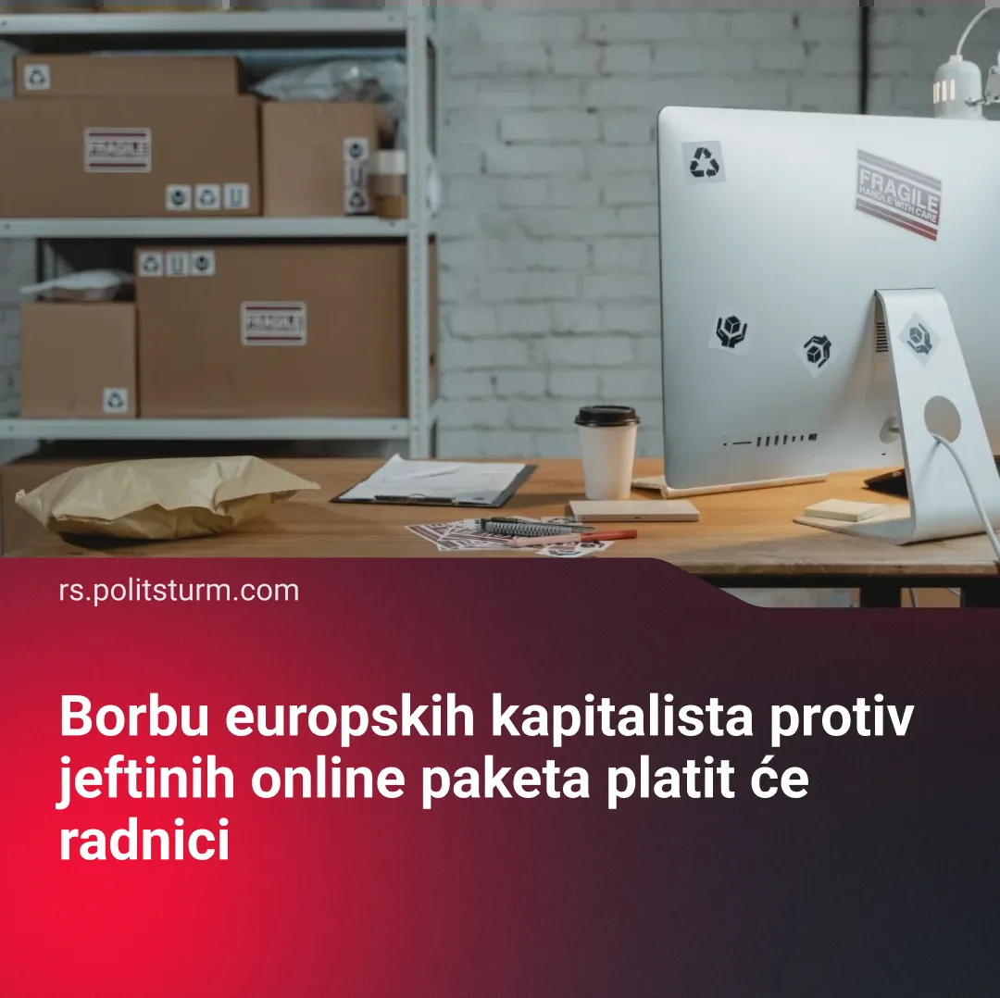 FRAGILE
FRAGILE
HANDLE WITH CARE
FRAGILE
rs.politsturm.com
Borbu europskih kapitalista protiv
jeftinih online paketa platit će
radnici